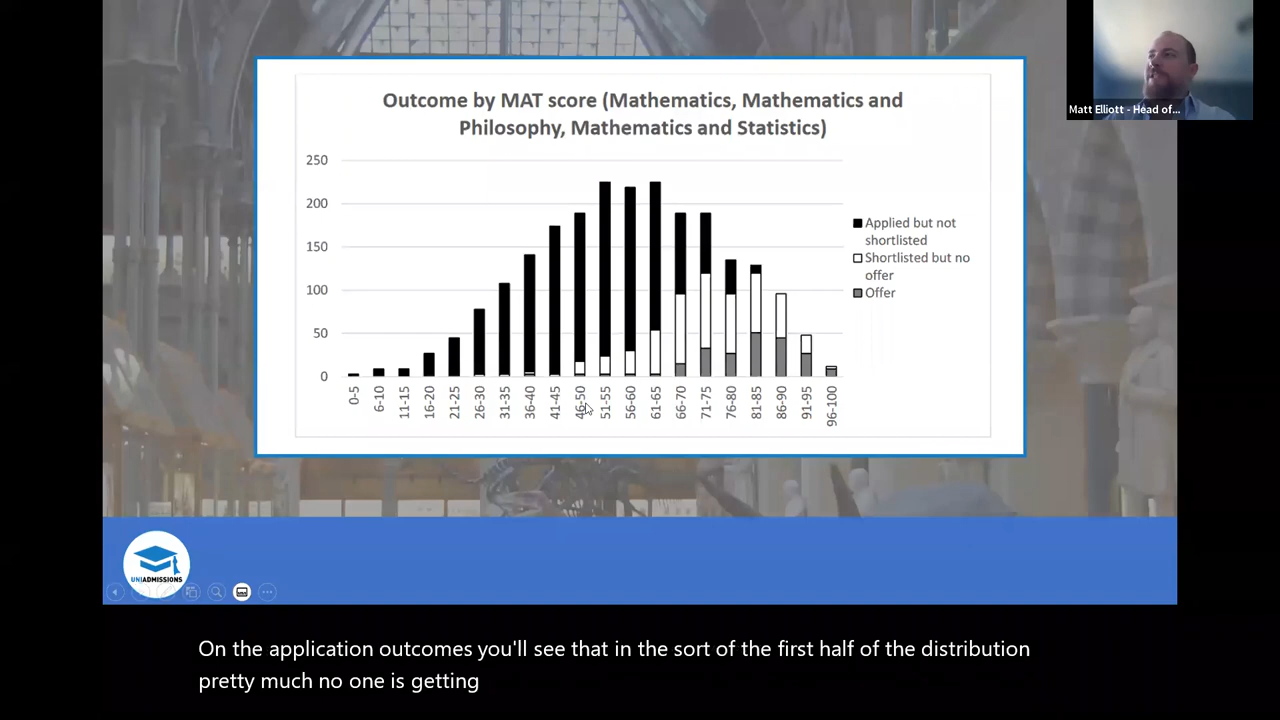 Outcome by MAT score (Mathematics, Mathematics and
Philosophy, Mathematics and Statistics)
250
200
150
100
50
0
0-5
6-10
11-15
16-20
21-25
26-30
31-35
36-40
41-45
46-50
51-55
56-60
61-65
66-70
71-75
76-80
81-85
86-90
91-95
96-100
Applied but not
shortlisted
Shortlisted but no
offer
Offer
Matt Elliott - Head of...
UNIADMISSIONS
On the application outcomes you'll see that in the sort of the first half of the distribution
pretty much no one is getting